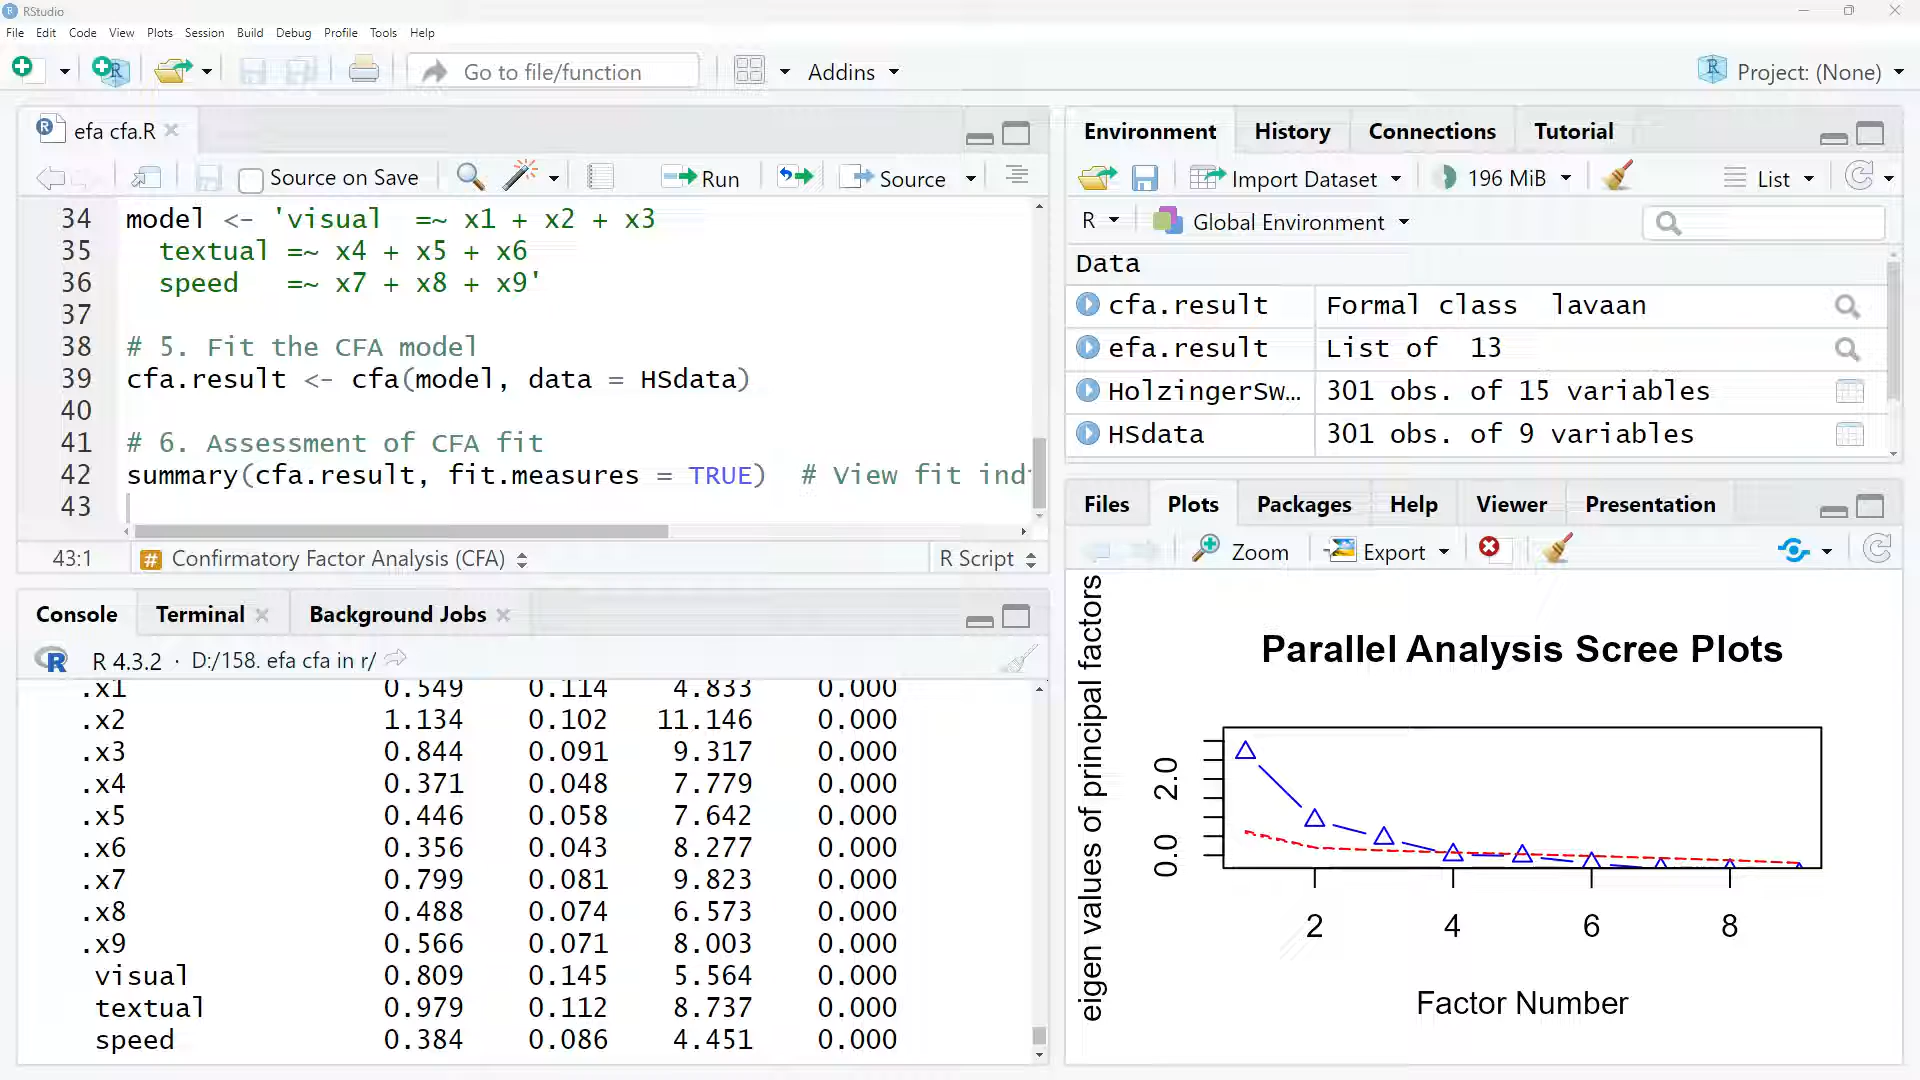 RStudio
File Edit Code View Plots Session Build Debug Profile Tools Help
Go to file/function
Addins
Project: (None)
efa cfa.R
Source on Save
Run
Source
34 model <- 'visual  =~ x1 + x2 + x3
35   textual =~ x4 + x5 + x6
36   speed   =~ x7 + x8 + x9'
37
38 # 5. Fit the CFA model
39 cfa.result <- cfa(model, data = HSdata)
40
41 # 6. Assessment of CFA fit
42 summary(cfa.result, fit.measures = TRUE)  # View fit ind
43
43:1
Confirmatory Factor Analysis (CFA)
R Script
Console Terminal Background Jobs
R 4.3.2 · D:/158. efa cfa in r/
.x1 0.549 0.114 4.833 0.000
.x2 1.134 0.102 11.146 0.000
.x3 0.844 0.091 9.317 0.000
.x4 0.371 0.048 7.779 0.000
.x5 0.446 0.058 7.642 0.000
.x6 0.356 0.043 8.277 0.000
.x7 0.799 0.081 9.823 0.000
.x8 0.488 0.074 6.573 0.000
.x9 0.566 0.071 8.003 0.000
visual 0.809 0.145 5.564 0.000
textual 0.979 0.112 8.737 0.000
speed 0.384 0.086 4.451 0.000
Environment History Connections Tutorial
Import Dataset
196 MiB
List
R
Global Environment
Data
cfa.result Formal class  lavaan
efa.result List of  13
HolzingerSw… 301 obs. of 15 variables
HSdata 301 obs. of 9 variables
Files Plots Packages Help Viewer Presentation
Zoom
Export
Parallel Analysis Scree Plots
eigen values of principal factors
2.0
0.0
2 4 6 8
Factor Number